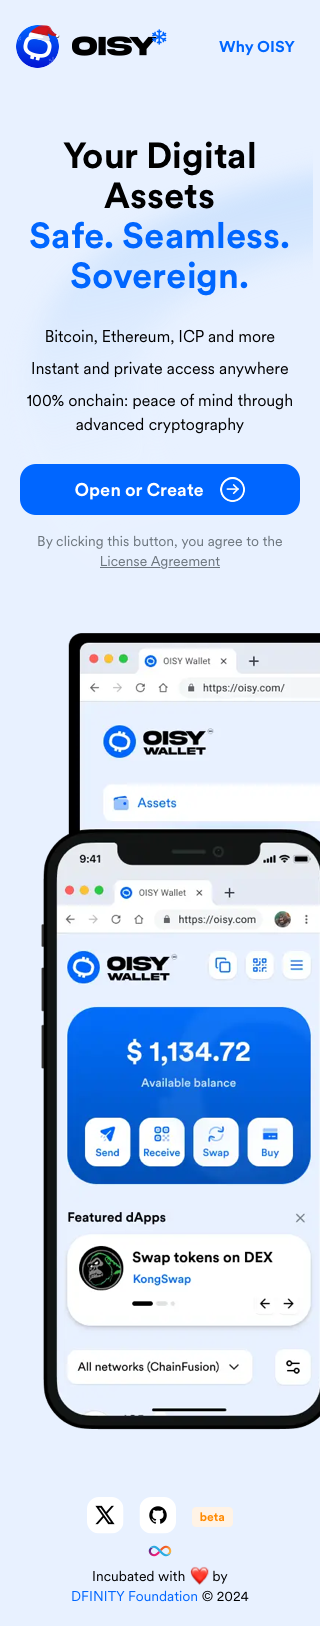 OISY
Why OISY
Your Digital
Assets
Safe. Seamless.
Sovereign.
Bitcoin, Ethereum, ICP and more
Instant and private access anywhere
100% onchain: peace of mind through
advanced cryptography
Open or Create
By clicking this button, you agree to the
License Agreement
OISY Wallet
https://oisy.com/
OISY
WALLET
Assets
9:41
OISY Wallet
https://oisy.com
OISY
WALLET
$ 1,134.72
Available balance
Send Receive Swap Buy
Featured dApps
Swap tokens on DEX
KongSwap
All networks (ChainFusion)
beta
Incubated with ❤️ by
DFINITY Foundation © 2024